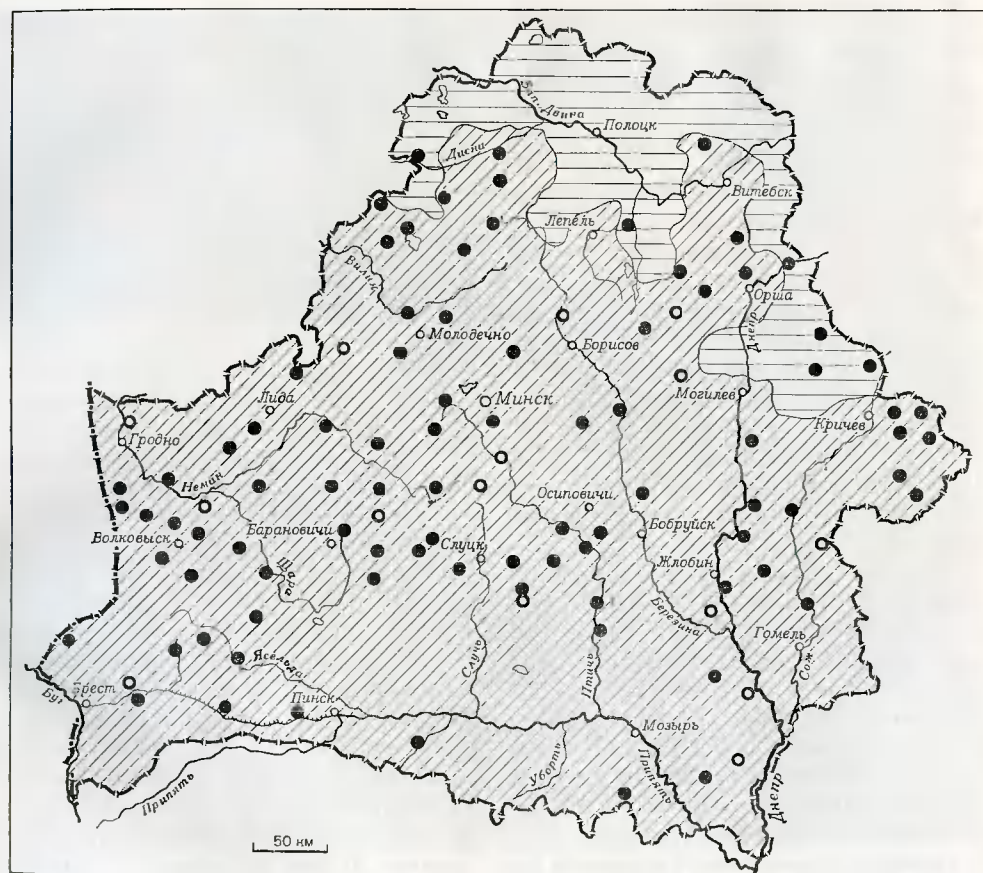 Зап. Двина
Полоцк
Дисна
Витебск
Лепель
Вилия
Орша
Днепр
Молодечно
Борисов
Лида
Минск
Могилев
Кричев
Гродно
Неман
Осиповичи
Барановичи
Бобруйск
Волковыск
Слуцк
Жлобин
Щара
Березина
Гомель
Сож
Ясельда
Случь
Птичь
Брест
Буг
Пинск
Мозырь
Уборть
Припять
Припять
Днепр
50 км